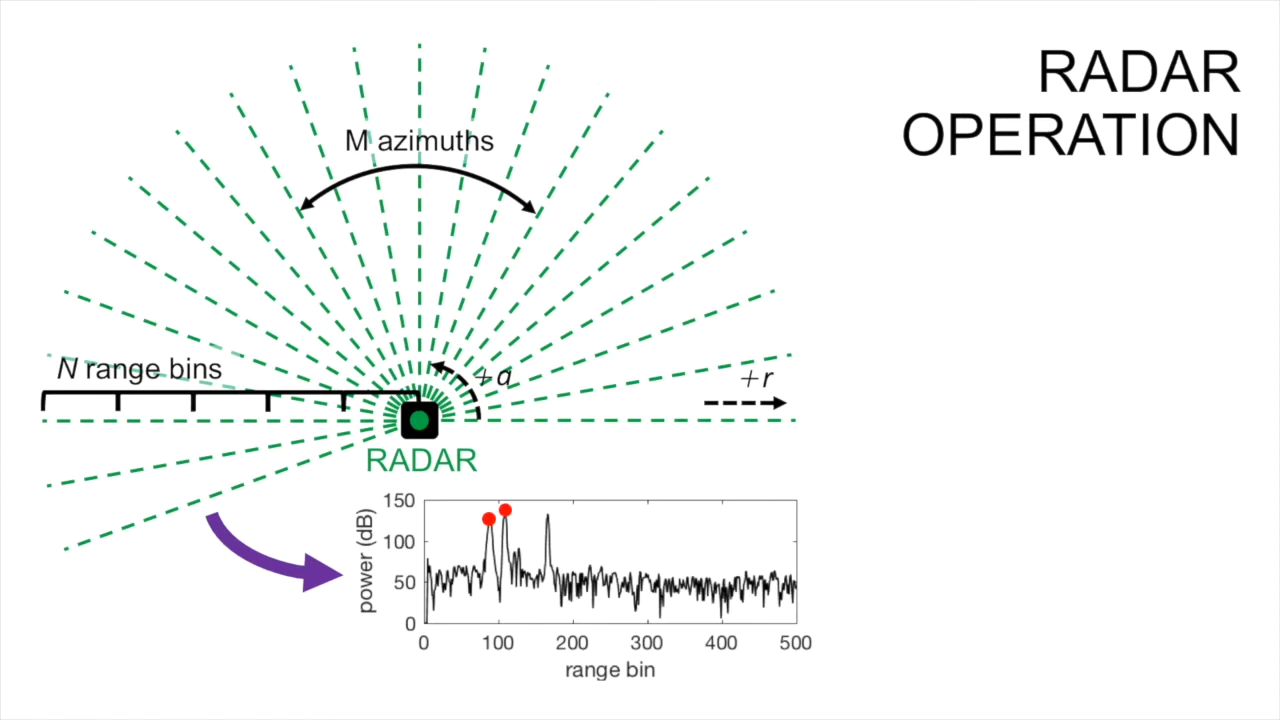 RADAR
OPERATION
M azimuths
N range bins
+a
+r
RADAR
150
100
50
0
power (dB)
0 100 200 300 400 500
range bin